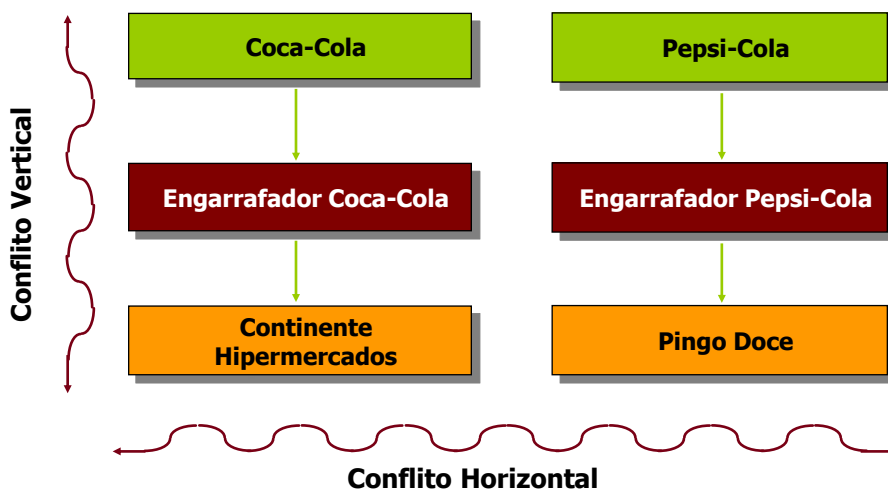 Coca-Cola
Pepsi-Cola
Conflito Vertical
Engarrafador Coca-Cola
Engarrafador Pepsi-Cola
Continente
Hipermercados
Pingo Doce
Conflito Horizontal